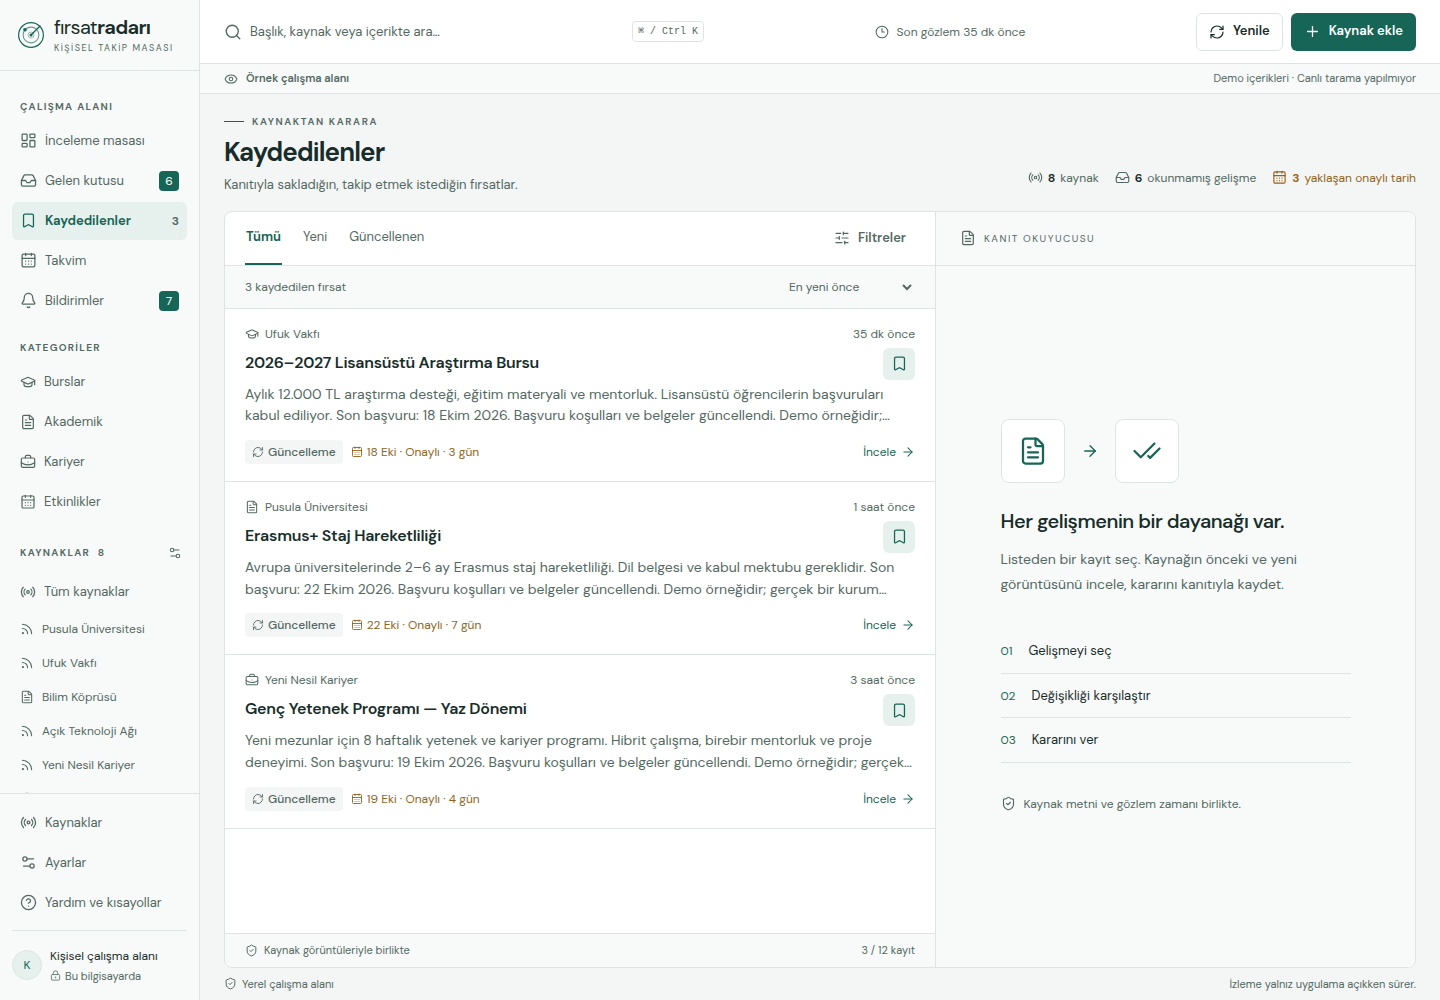 fırsatradarı
KİŞİSEL TAKİP MASASI
ÇALIŞMA ALANI
İnceleme masası
Gelen kutusu 6
Kaydedilenler 3
Takvim
Bildirimler 7
KATEGORİLER
Burslar
Akademik
Kariyer
Etkinlikler
KAYNAKLAR 8
Tüm kaynaklar
Pusula Üniversitesi
Ufuk Vakfı
Bilim Köprüsü
Açık Teknoloji Ağı
Yeni Nesil Kariyer
Kaynaklar
Ayarlar
Yardım ve kısayollar
K
Kişisel çalışma alanı
Bu bilgisayarda
Başlık, kaynak veya içerikte ara...
⌘ / Ctrl K
Son gözlem 35 dk önce
Yenile
Kaynak ekle
Örnek çalışma alanı
Demo içerikleri · Canlı tarama yapılmıyor
KAYNAKTAN KARARA
Kaydedilenler
Kanıtıyla sakladığın, takip etmek istediğin fırsatlar.
8 kaynak
6 okunmamış gelişme
3 yaklaşan onaylı tarih
Tümü
Yeni
Güncellenen
Filtreler
3 kaydedilen fırsat
En yeni önce
Ufuk Vakfı
35 dk önce
2026–2027 Lisansüstü Araştırma Bursu
Aylık 12.000 TL araştırma desteği, eğitim materyali ve mentorluk. Lisansüstü öğrencilerin başvuruları
kabul ediliyor. Son başvuru: 18 Ekim 2026. Başvuru koşulları ve belgeler güncellendi. Demo örneğidir;...
Güncelleme
18 Eki · Onaylı · 3 gün
İncele
Pusula Üniversitesi
1 saat önce
Erasmus+ Staj Hareketliliği
Avrupa üniversitelerinde 2–6 ay Erasmus staj hareketliliği. Dil belgesi ve kabul mektubu gereklidir. Son
başvuru: 22 Ekim 2026. Başvuru koşulları ve belgeler güncellendi. Demo örneğidir; gerçek bir kurum...
Güncelleme
22 Eki · Onaylı · 7 gün
İncele
Yeni Nesil Kariyer
3 saat önce
Genç Yetenek Programı — Yaz Dönemi
Yeni mezunlar için 8 haftalık yetenek ve kariyer programı. Hibrit çalışma, birebir mentorluk ve proje
deneyimi. Son başvuru: 19 Ekim 2026. Başvuru koşulları ve belgeler güncellendi. Demo örneğidir; gerçek...
Güncelleme
19 Eki · Onaylı · 4 gün
İncele
Kaynak görüntüleriyle birlikte
3 / 12 kayıt
KANIT OKUYUCUSU
Her gelişmenin bir dayanağı var.
Listeden bir kayıt seç. Kaynağın önceki ve yeni
görüntüsünü incele, kararını kanıtıyla kaydet.
01 Gelişmeyi seç
02 Değişikliği karşılaştır
03 Kararını ver
Kaynak metni ve gözlem zamanı birlikte.
Yerel çalışma alanı
İzleme yalnız uygulama açıkken sürer.